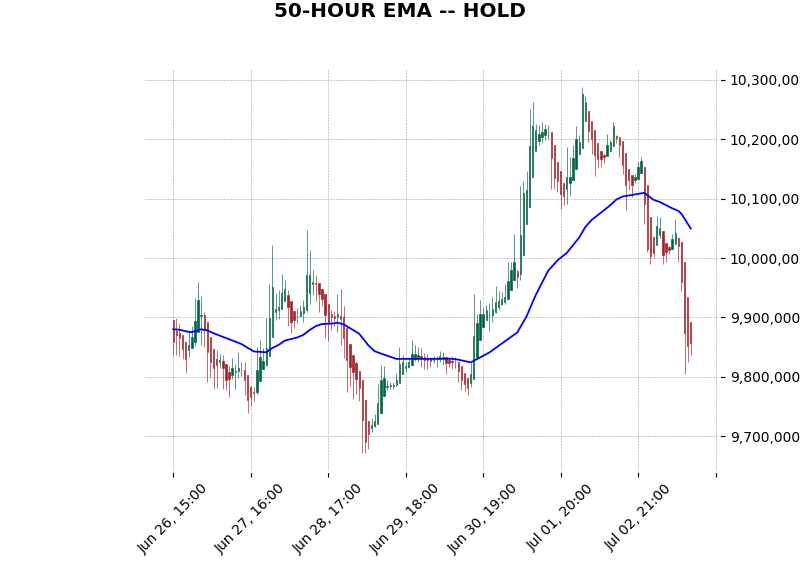 50-HOUR EMA -- HOLD
10,300,00
10,200,00
10,100,00
10,000,00
9,900,000
9,800,000
9,700,000
Jun 26, 15:00
Jun 27, 16:00
Jun 28, 17:00
Jun 29, 18:00
Jun 30, 19:00
Jul 01, 20:00
Jul 02, 21:00